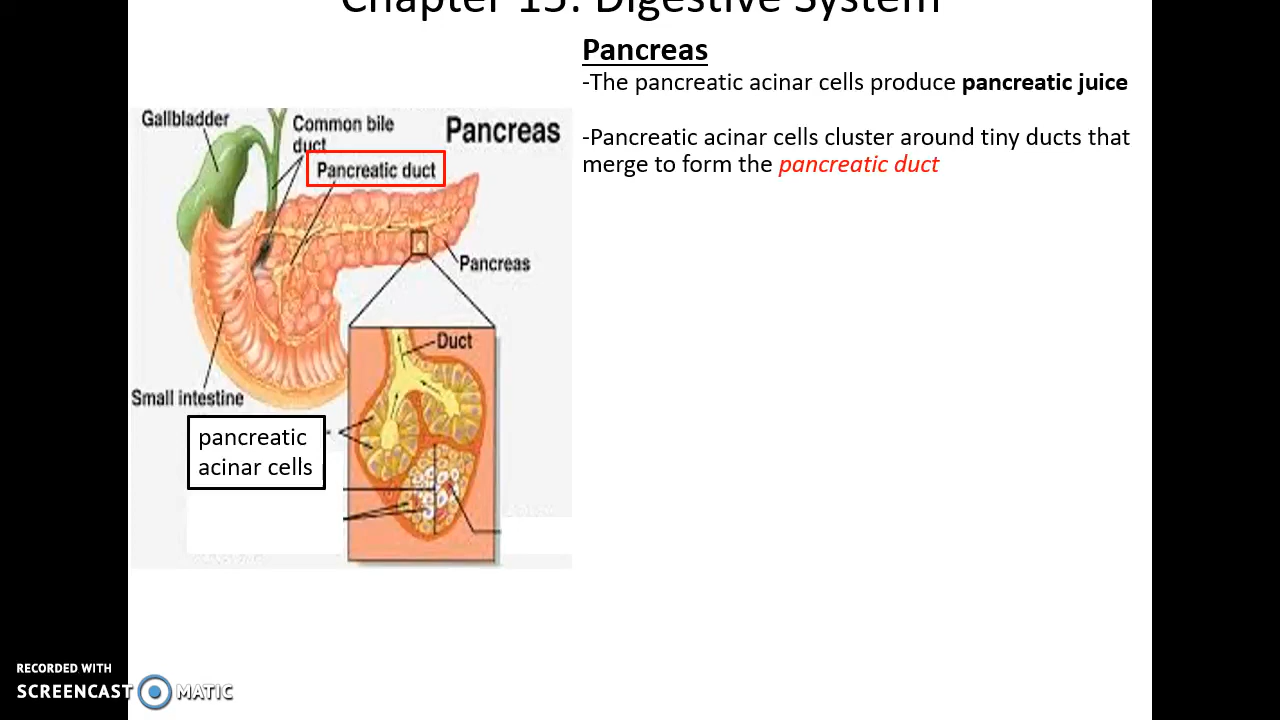 Chapter 15: Digestive System
Pancreas
-The pancreatic acinar cells produce pancreatic juice
-Pancreatic acinar cells cluster around tiny ducts that
merge to form the pancreatic duct
Gallbladder
Common bile
duct
Pancreas
Pancreatic duct
Pancreas
Duct
Small intestine
pancreatic
acinar cells
RECORDED WITH
SCREENCAST MATIC